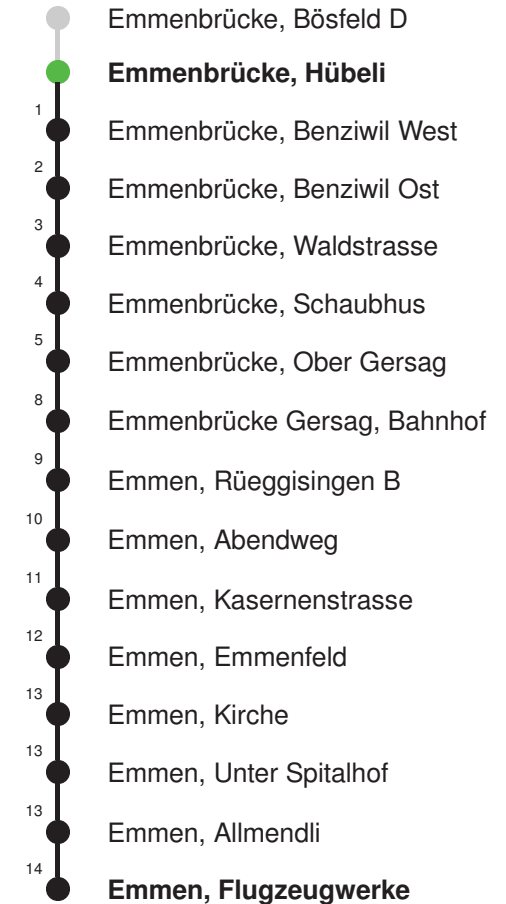 Emmenbrücke, Bösfeld D
Emmenbrücke, Hübeli
1 Emmenbrücke, Benziwil West
2 Emmenbrücke, Benziwil Ost
3 Emmenbrücke, Waldstrasse
4 Emmenbrücke, Schaubhus
5 Emmenbrücke, Ober Gersag
8 Emmenbrücke Gersag, Bahnhof
9 Emmen, Rüeggisingen B
10 Emmen, Abendweg
11 Emmen, Kasernenstrasse
12 Emmen, Emmenfeld
13 Emmen, Kirche
13 Emmen, Unter Spitalhof
13 Emmen, Allmendli
14 Emmen, Flugzeugwerke